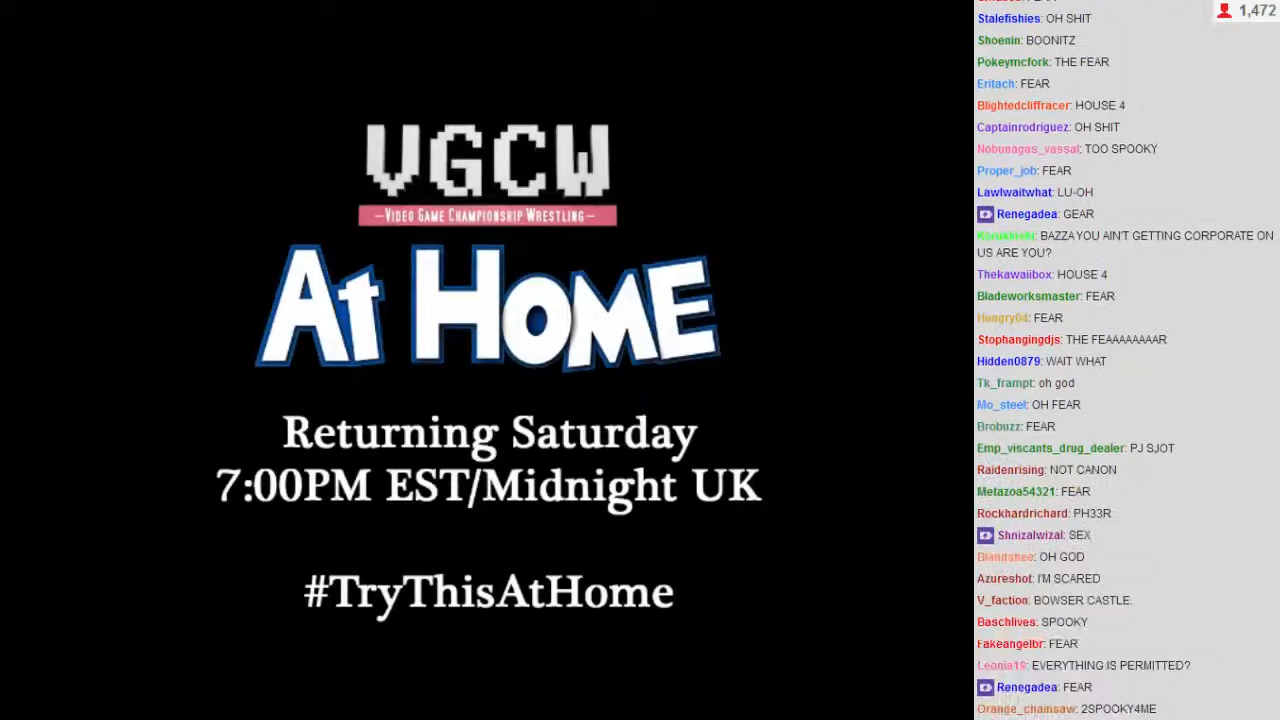 VGCW
-VIDEO GAME CHAMPIONSHIP WRESTLING-
AT HOME
Returning Saturday
7:00PM EST/Midnight UK
#TryThisAtHome
1,472
Stalefishies: OH SHIT
Shoenin: BOONITZ
Pokeymcfork: THE FEAR
Eritach: FEAR
Blightedcliffracer: HOUSE 4
Captainrodriguez: OH SHIT
Nobunagas_vassal: TOO SPOOKY
Proper_job: FEAR
Lawlwaitwhat: LU-OH
Renegadea: GEAR
BAZZA YOU AIN'T GETTING CORPORATE ON
US ARE YOU?
Thekawaiibox: HOUSE 4
Bladeworksmaster: FEAR
Hungry04: FEAR
Stophangingdjs: THE FEAAAAAAAR
Hidden0879: WAIT WHAT
Tk_frampt: oh god
Mo_steel: OH FEAR
Brobuzz: FEAR
Emp_viscants_drug_dealer: PJ SJOT
Raidenrising: NOT CANON
Metazoa54321: FEAR
Rockhardrichard: PH33R
Shnizalwizal: SEX
OH GOD
Azureshot: I'M SCARED
V_faction: BOWSER CASTLE.
Baschlives: SPOOKY
Fakeangelbr: FEAR
Leonia19: EVERYTHING IS PERMITTED?
Renegadea: FEAR
Orange_chainsaw: 2SPOOKY4ME